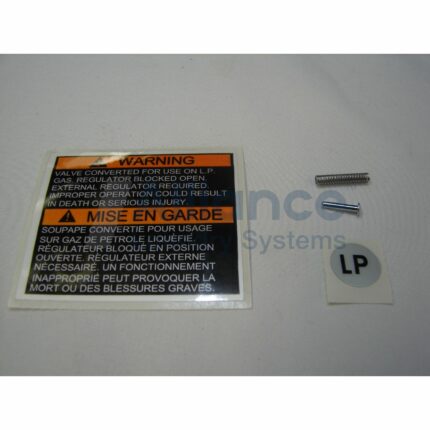 WARNING
VALVE CONVERTED FOR USE ON L.P.
GAS. REGULATOR BLOCKED OPEN.
EXTERNAL REGULATOR REQUIRED.
IMPROPER OPERATION COULD RESULT
IN DEATH OR SERIOUS INJURY.
MISE EN GARDE
SOUPAPE CONVERTIE POUR USAGE
SUR GAZ DE PETROLE LIQUÉFIÉ.
RÉGULATEUR BLOQUÉ EN POSITION
OUVERTE. RÉGULATEUR EXTERNE
NÉCESSAIRE. UN FONCTIONNEMENT
INAPPROPRIÉ PEUT PROVOQUER LA
MORT OU DES BLESSURES GRAVES.
Systems
LP